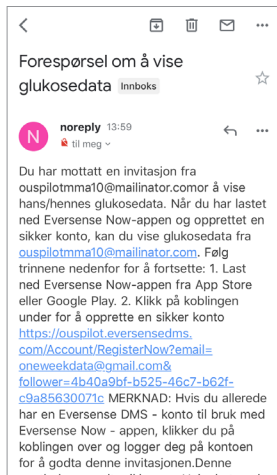 Forespørsel om å vise
glukosedata Innboks
N
noreply 13:59
til meg
Du har mottatt en invitasjon fra
ouspilotmma10@mailinator.comor å vise
hans/hennes glukosedata. Når du har lastet
ned Eversense Now-appen og opprettet en
sikker konto, kan du vise glukosedata fra
ouspilotmma10@mailinator.com. Følg
trinnene nedenfor for å fortsette: 1. Last
ned Eversense Now-appen fra App Store
eller Google Play. 2. Klikk på koblingen
under for å opprette en sikker konto
https://ouspilot.eversensedms.
com/Account/RegisterNow?email=
oneweekdata@gmail.com&
follower=4b40a9bf-b525-46c7-b62f-
c9a85630071c MERKNAD: Hvis du allerede
har en Eversense DMS - konto til bruk med
Eversense Now - appen, klikker du på
koblingen over og logger deg på kontoen
for å godta denne invitasjonen.Denne